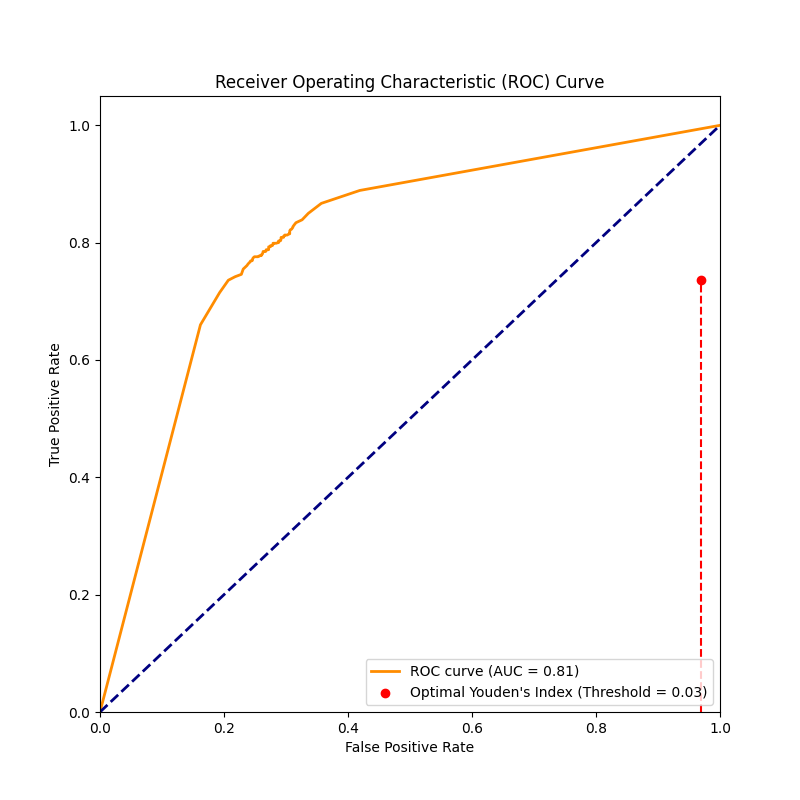 Receiver Operating Characteristic (ROC) Curve
True Positive Rate
1.0
0.8
0.6
0.4
0.2
0.0
0.0 0.2 0.4 0.6 0.8 1.0
False Positive Rate
ROC curve (AUC = 0.81)
Optimal Youden's Index (Threshold = 0.03)